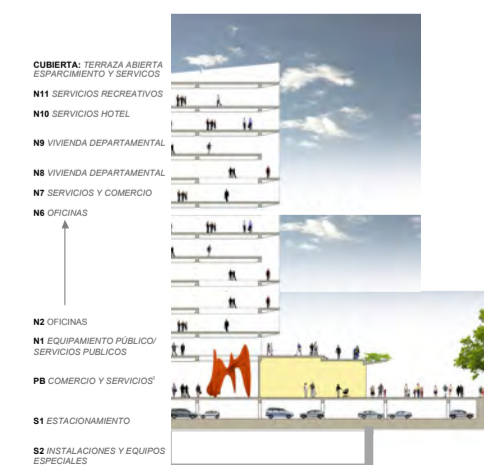 CUBIERTA: TERRAZA ABIERTA
ESPARCIMIENTO Y SERVICOS
N11 SERVICIOS RECREATIVOS
N10 SERVICIOS HOTEL
N9 VIVIENDA DEPARTAMENTAL
N8 VIVIENDA DEPARTAMENTAL
N7 SERVICIOS Y COMERCIO
N6 OFICINAS
N2 OFICINAS
N1 EQUIPAMIENTO PÚBLICO/
SERVICIOS PUBLICOS
PB COMERCIO Y SERVICIOS
S1 ESTACIONAMIENTO
S2 INSTALACIONES Y EQUIPOS
ESPECIALES